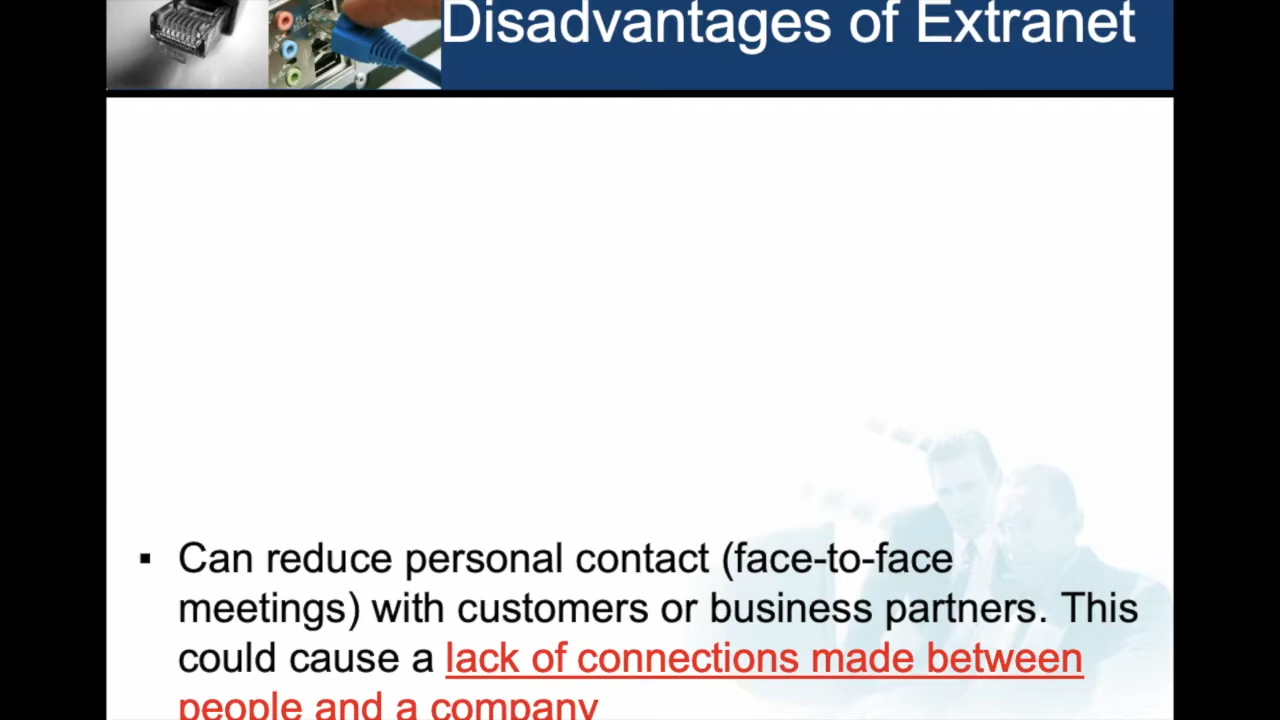 Disadvantages of Extranet
▪ Can reduce personal contact (face-to-face
meetings) with customers or business partners. This
could cause a lack of connections made between
people and a company